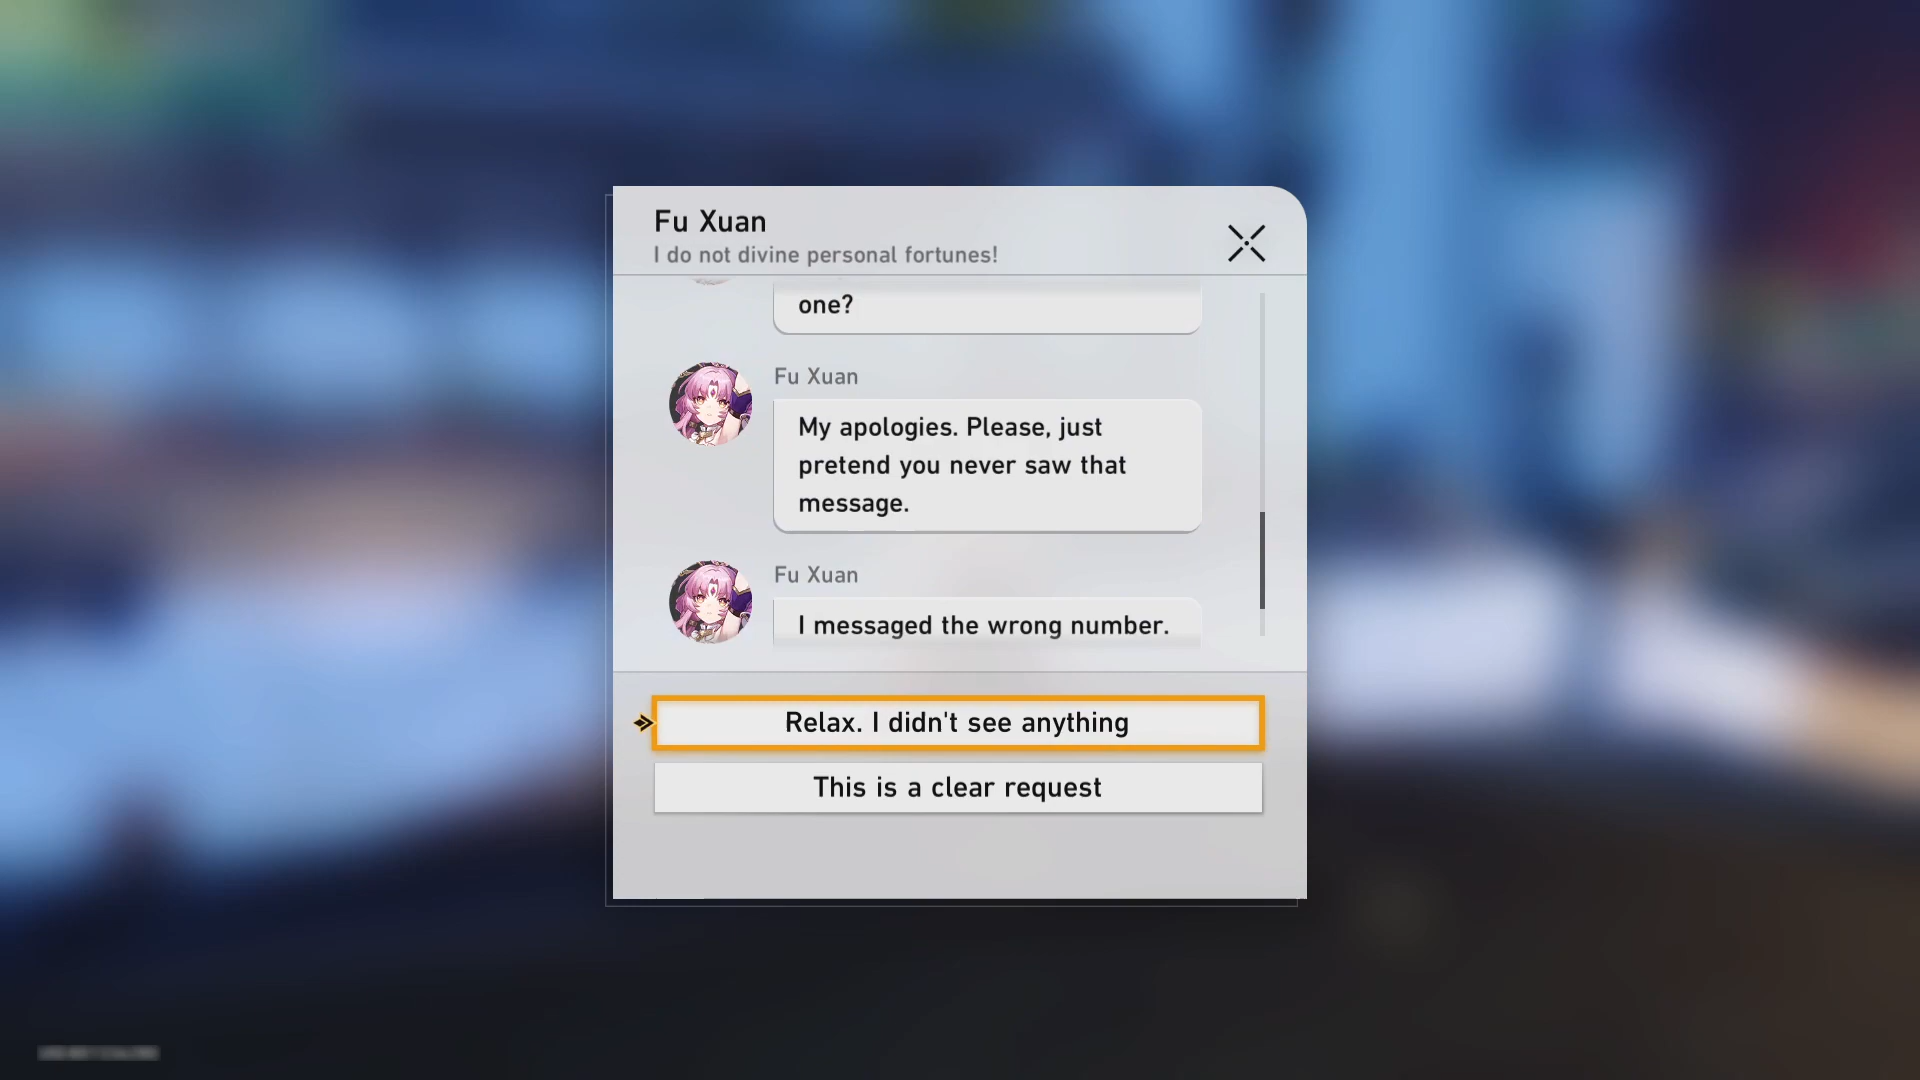 Fu Xuan
I do not divine personal fortunes!
one?
Fu Xuan
My apologies. Please, just
pretend you never saw that
message.
Fu Xuan
I messaged the wrong number.
Relax. I didn't see anything
This is a clear request